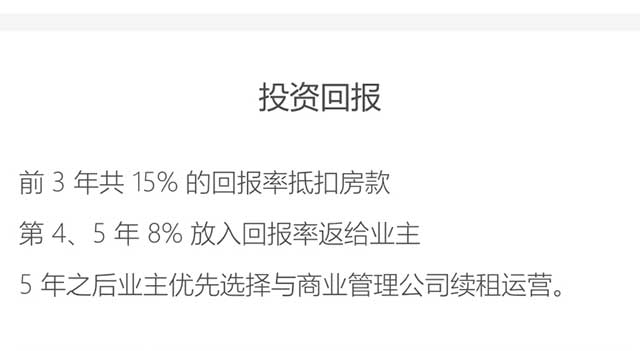 投资回报
前 3 年共 15% 的回报率抵扣房款
第 4、5 年 8% 放入回报率返给业主
5 年之后业主优先选择与商业管理公司续租运营。